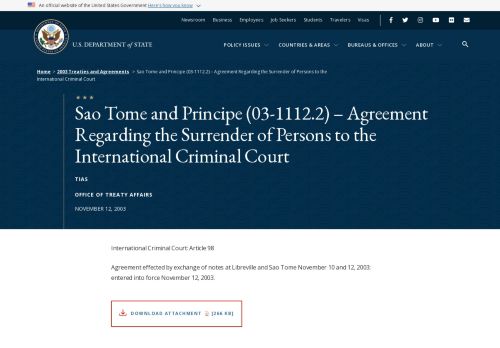 An official website of the United States Government Here's how you know
Newsroom Business Employees Job Seekers Students Travelers Visas
U.S. DEPARTMENT of STATE
POLICY ISSUES COUNTRIES & AREAS BUREAUS & OFFICES ABOUT
Home > 2003 Treaties and Agreements > Sao Tome and Principe (03-1112.2) – Agreement Regarding the Surrender of Persons to the
International Criminal Court
Sao Tome and Principe (03-1112.2) – Agreement
Regarding the Surrender of Persons to the
International Criminal Court
TIAS
OFFICE OF TREATY AFFAIRS
NOVEMBER 12, 2003
International Criminal Court: Article 98
Agreement effected by exchange of notes at Libreville and Sao Tome November 10 and 12, 2003;
entered into force November 12, 2003.
DOWNLOAD ATTACHMENT [266 KB]